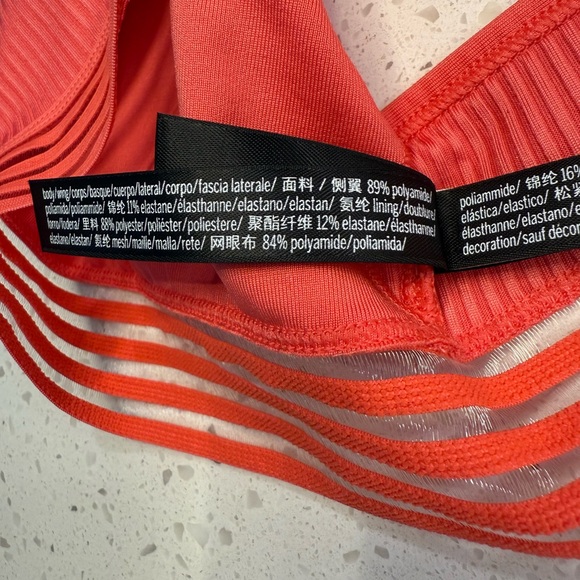 body/wing/corps/basque/cuerpo/lateral/corpo/fascia laterale/ 面料 / 侧翼 89% polyamide/
poliamida/poliammide/ 锦纶 11% elastane/élasthanne/elastano/elastan/ 氨纶 lining/doublure/
forro/fodera/ 里料 88% polyester/poliéster/poliestere/ 聚酯纤维 12% elastane/élasthanne/
elastano/elastan/ 氨纶 mesh/maille/malla/rete/ 网眼布 84% polyamide/poliamida/
poliammide/ 锦纶 16%
elástica/elastico/ 松紧
elastane/élasthanne/e
decoration/sauf décor